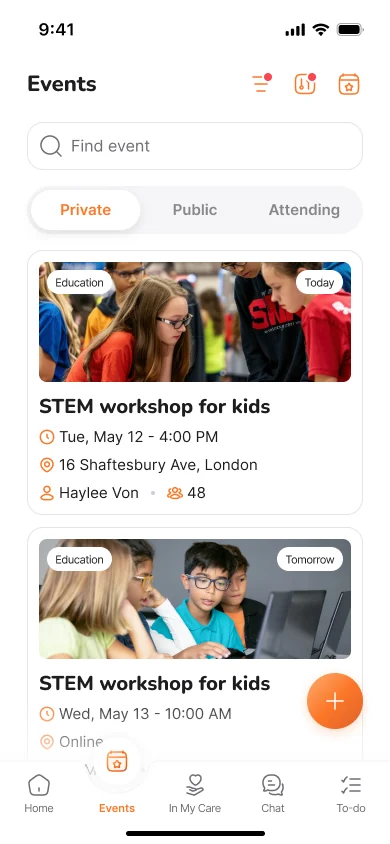 9:41
Events
Find event
Private
Public
Attending
Education
Today
STEM workshop for kids
Tue, May 12 - 4:00 PM
16 Shaftesbury Ave, London
Haylee Von • 48
Education
Tomorrow
STEM workshop for kids
Wed, May 13 - 10:00 AM
Online
Home
Events
In My Care
Chat
To-do